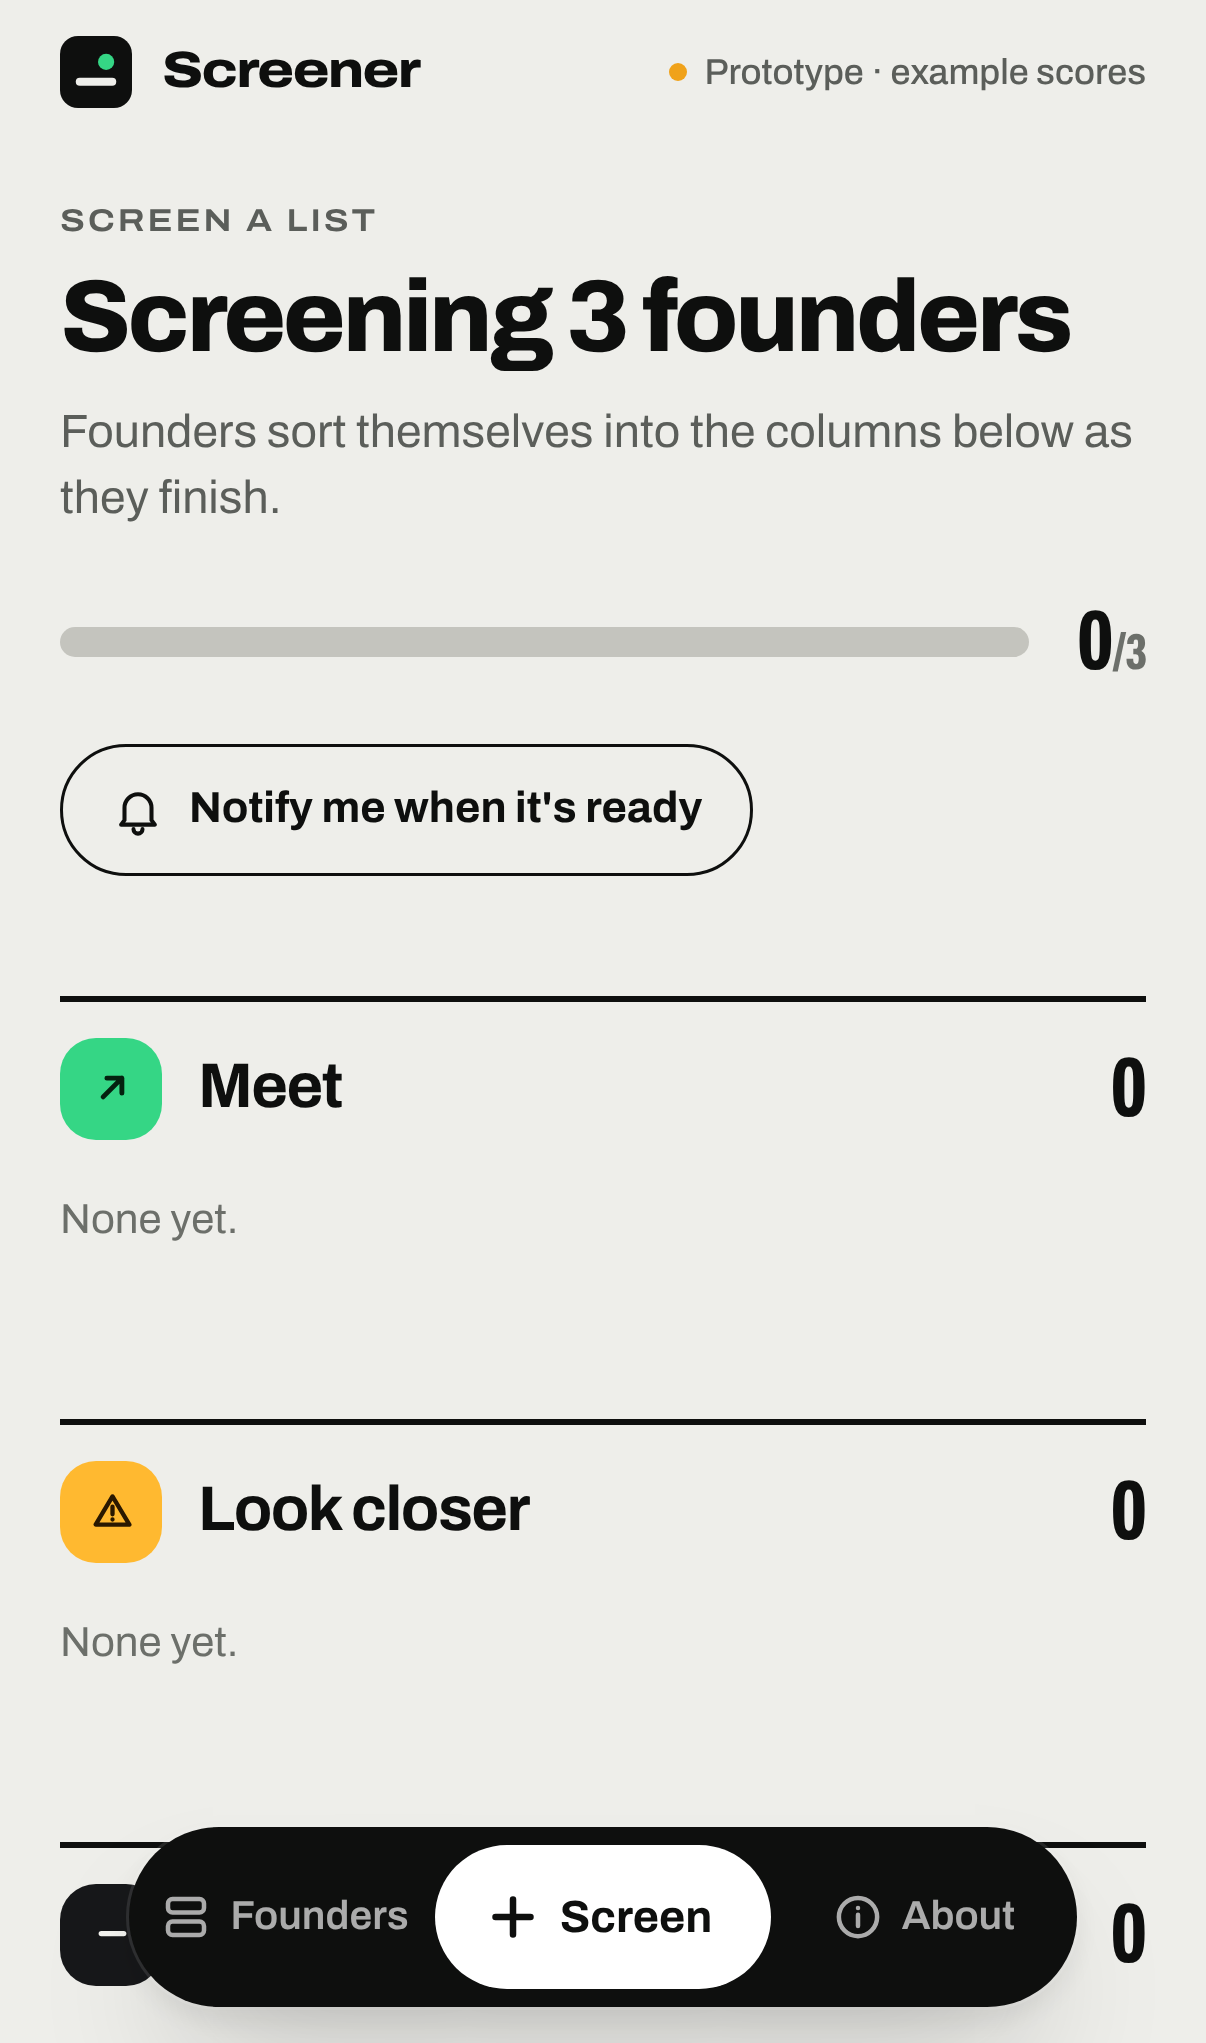 Screener
Prototype · example scores
SCREEN A LIST
Screening 3 founders
Founders sort themselves into the columns below as
they finish.
0/3
Notify me when it's ready
Meet
0
None yet.
Look closer
0
None yet.
0
Founders
Screen
About